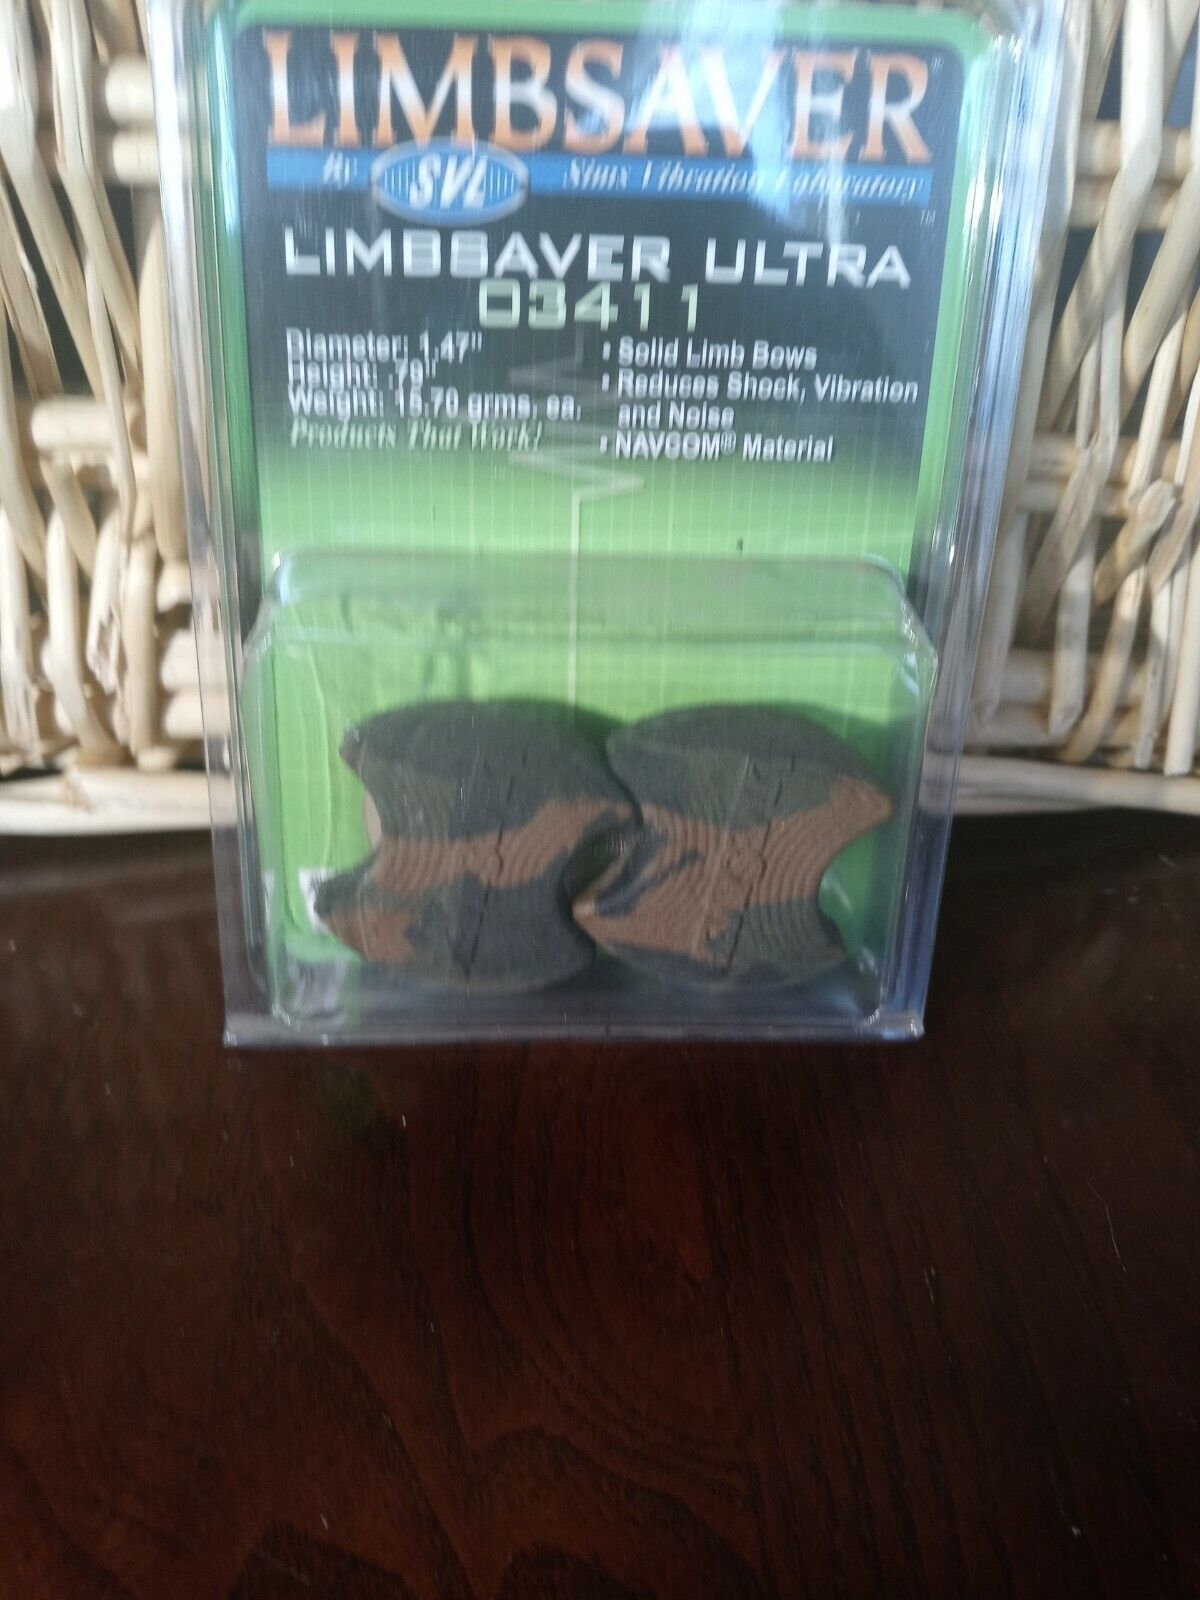 LIMBSAVER
By SVL Sims Vibration Laboratory™
LIMBSAVER ULTRA
03411
Diameter: 1.47"
Height: .79"
Weight: 15.70 grms. ea.
Products That Work!
• Solid Limb Bows
• Reduces Shock, Vibration
and Noise
• NAVCOM® Material